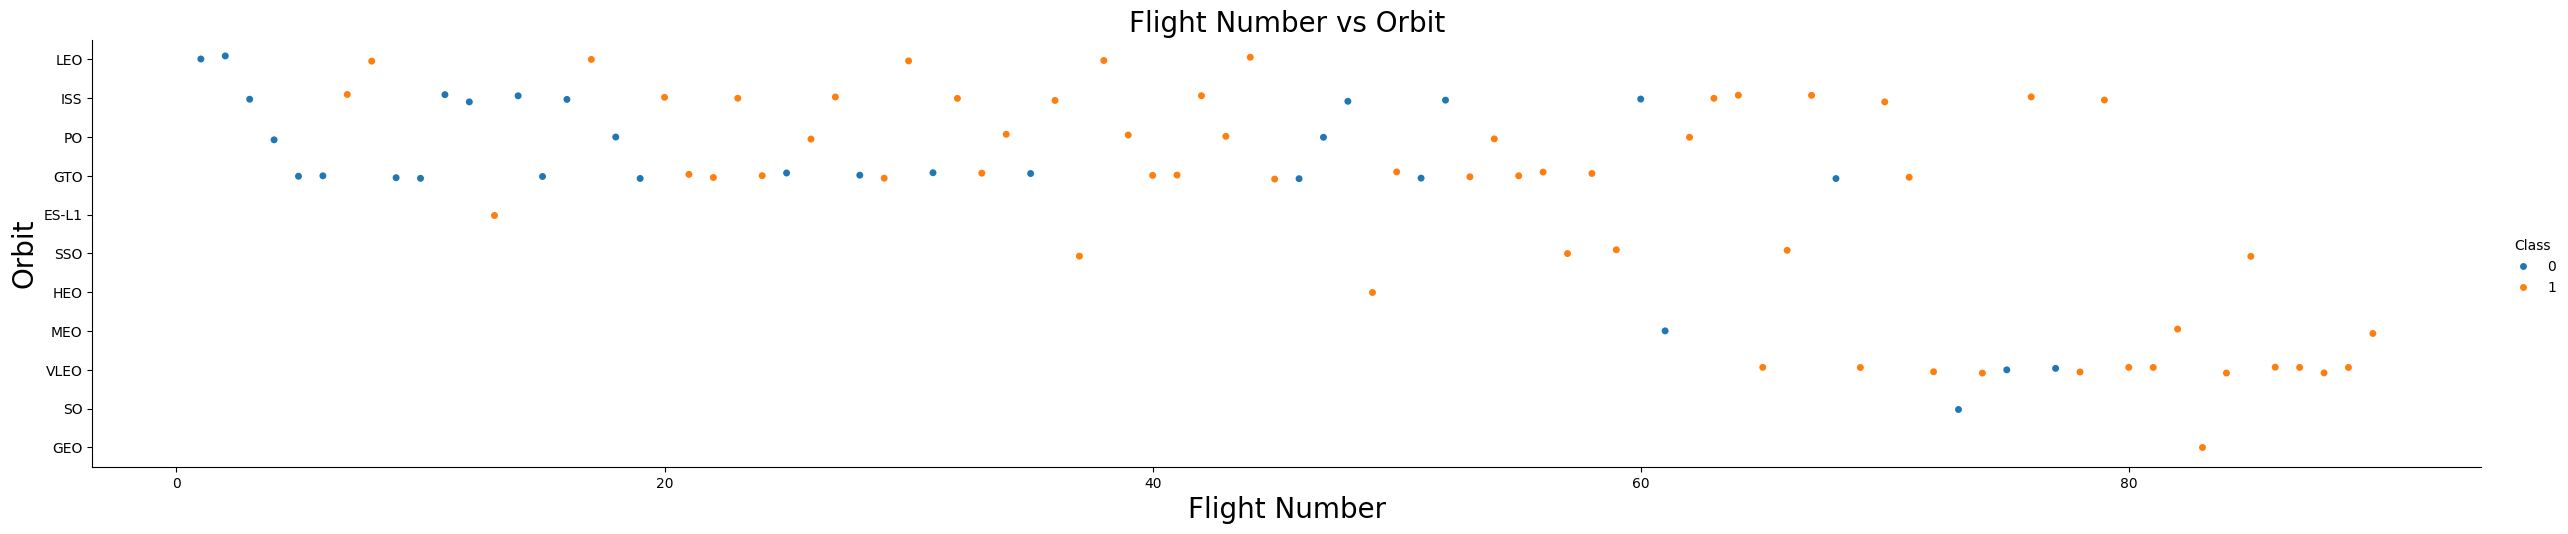 Flight Number vs Orbit
LEO
ISS
PO
GTO
ES-L1
SSO
HEO
MEO
VLEO
SO
GEO
Orbit
0
20
40
60
80
Flight Number
Class
0
1